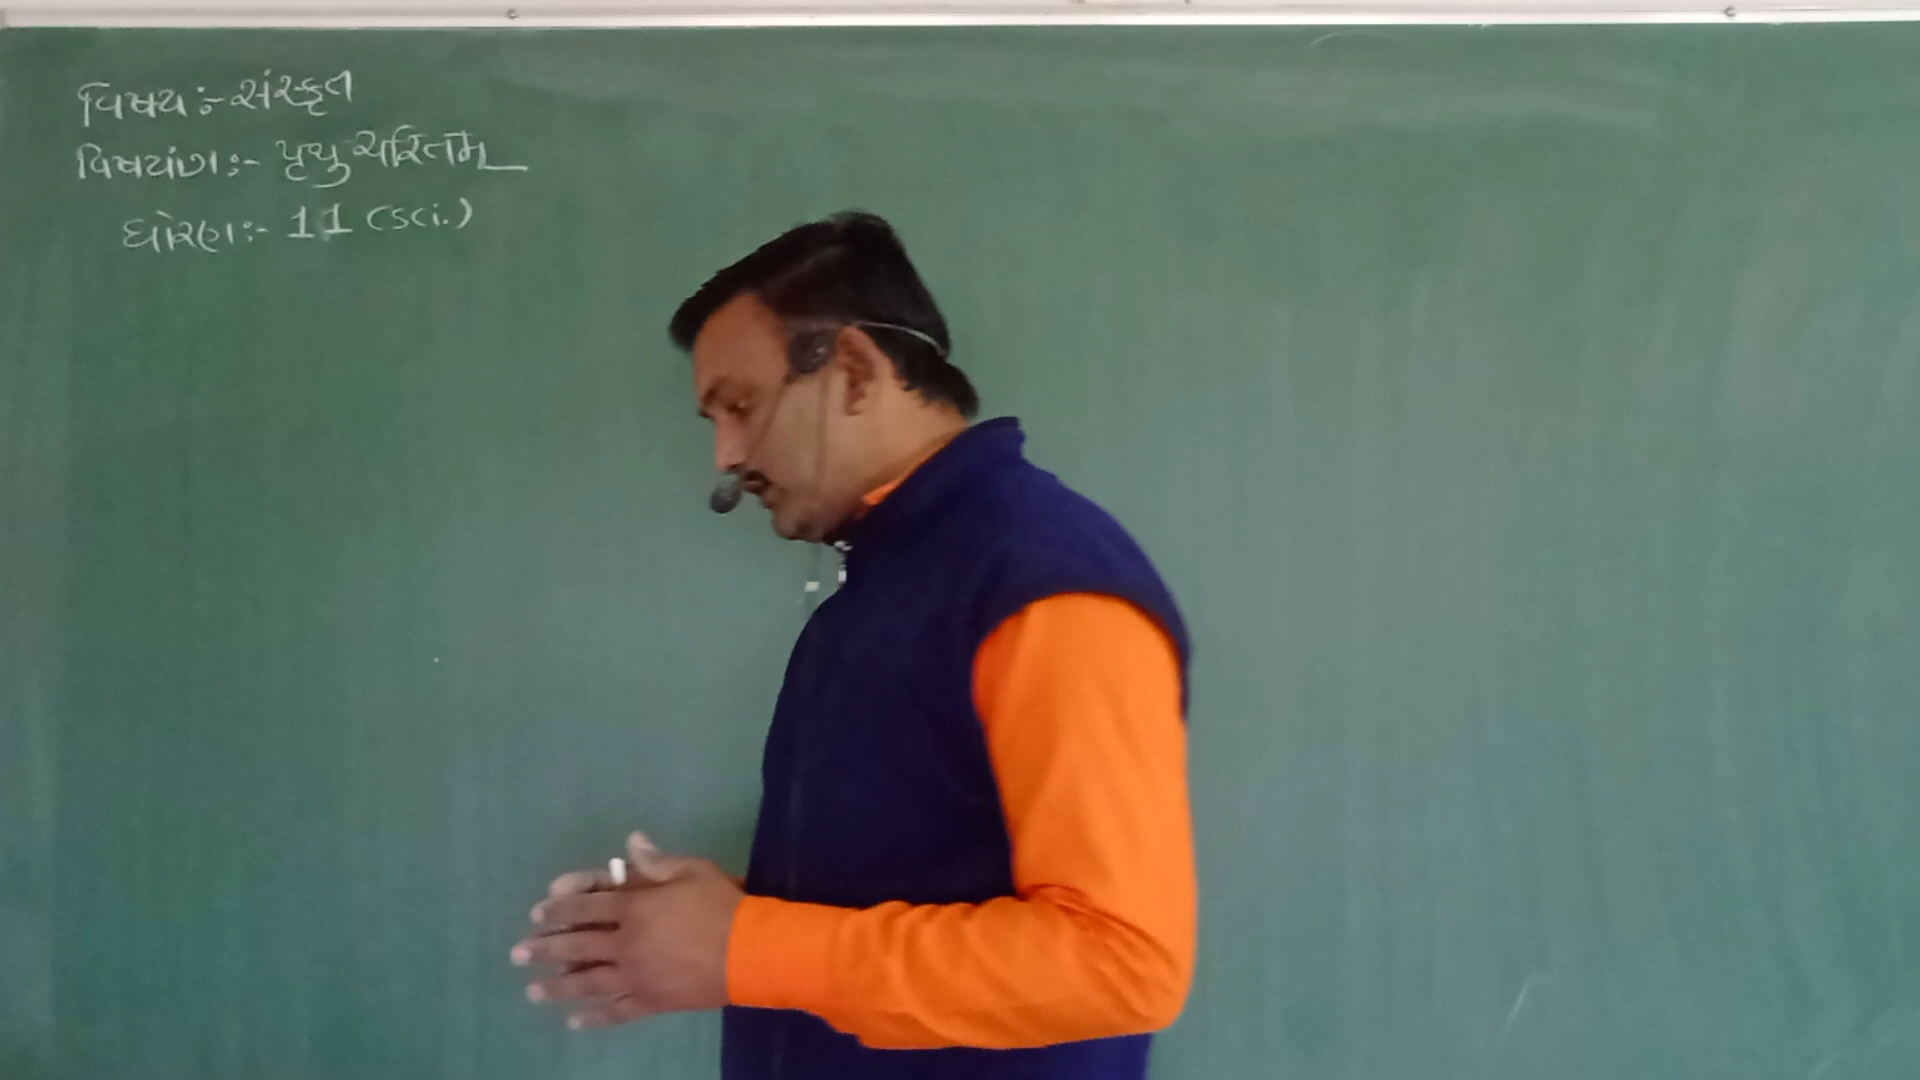 વિષય :- સંસ્કૃત
વિષયાંગ :- પૃથુ ચરિતમ્
ધોરણ :- 11 (sci.)